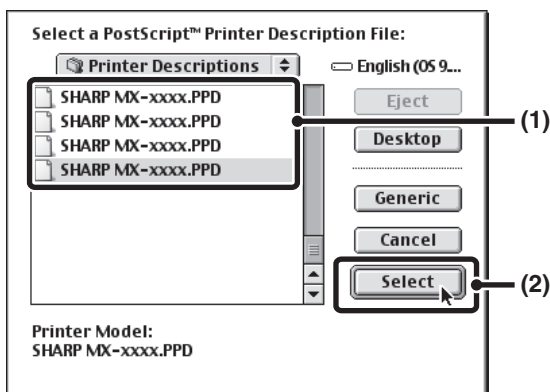 Select a PostScript™ Printer Description File:
Printer Descriptions
English (OS 9....
SHARP MX-xxxx.PPD
SHARP MX-xxxx.PPD
SHARP MX-xxxx.PPD
SHARP MX-xxxx.PPD
Eject
Desktop
Generic
Cancel
Select
(1)
(2)
Printer Model:
SHARP MX-xxxx.PPD